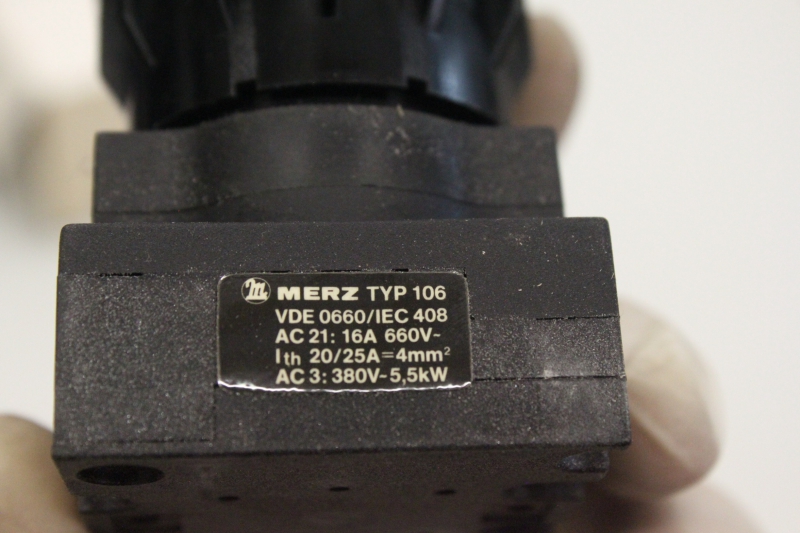 m MERZ TYP 106
VDE 0660/IEC 408
AC 21: 16A 660V~
Ith 20/25A=4mm²
AC 3: 380V~5,5kW